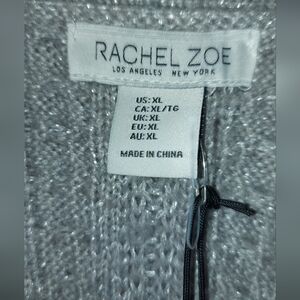 RACHEL ZOE
LOS ANGELES NEW YORK
US: XL
CA: XL/TG
UK: XL
EU: XL
AU: XL
MADE IN CHINA